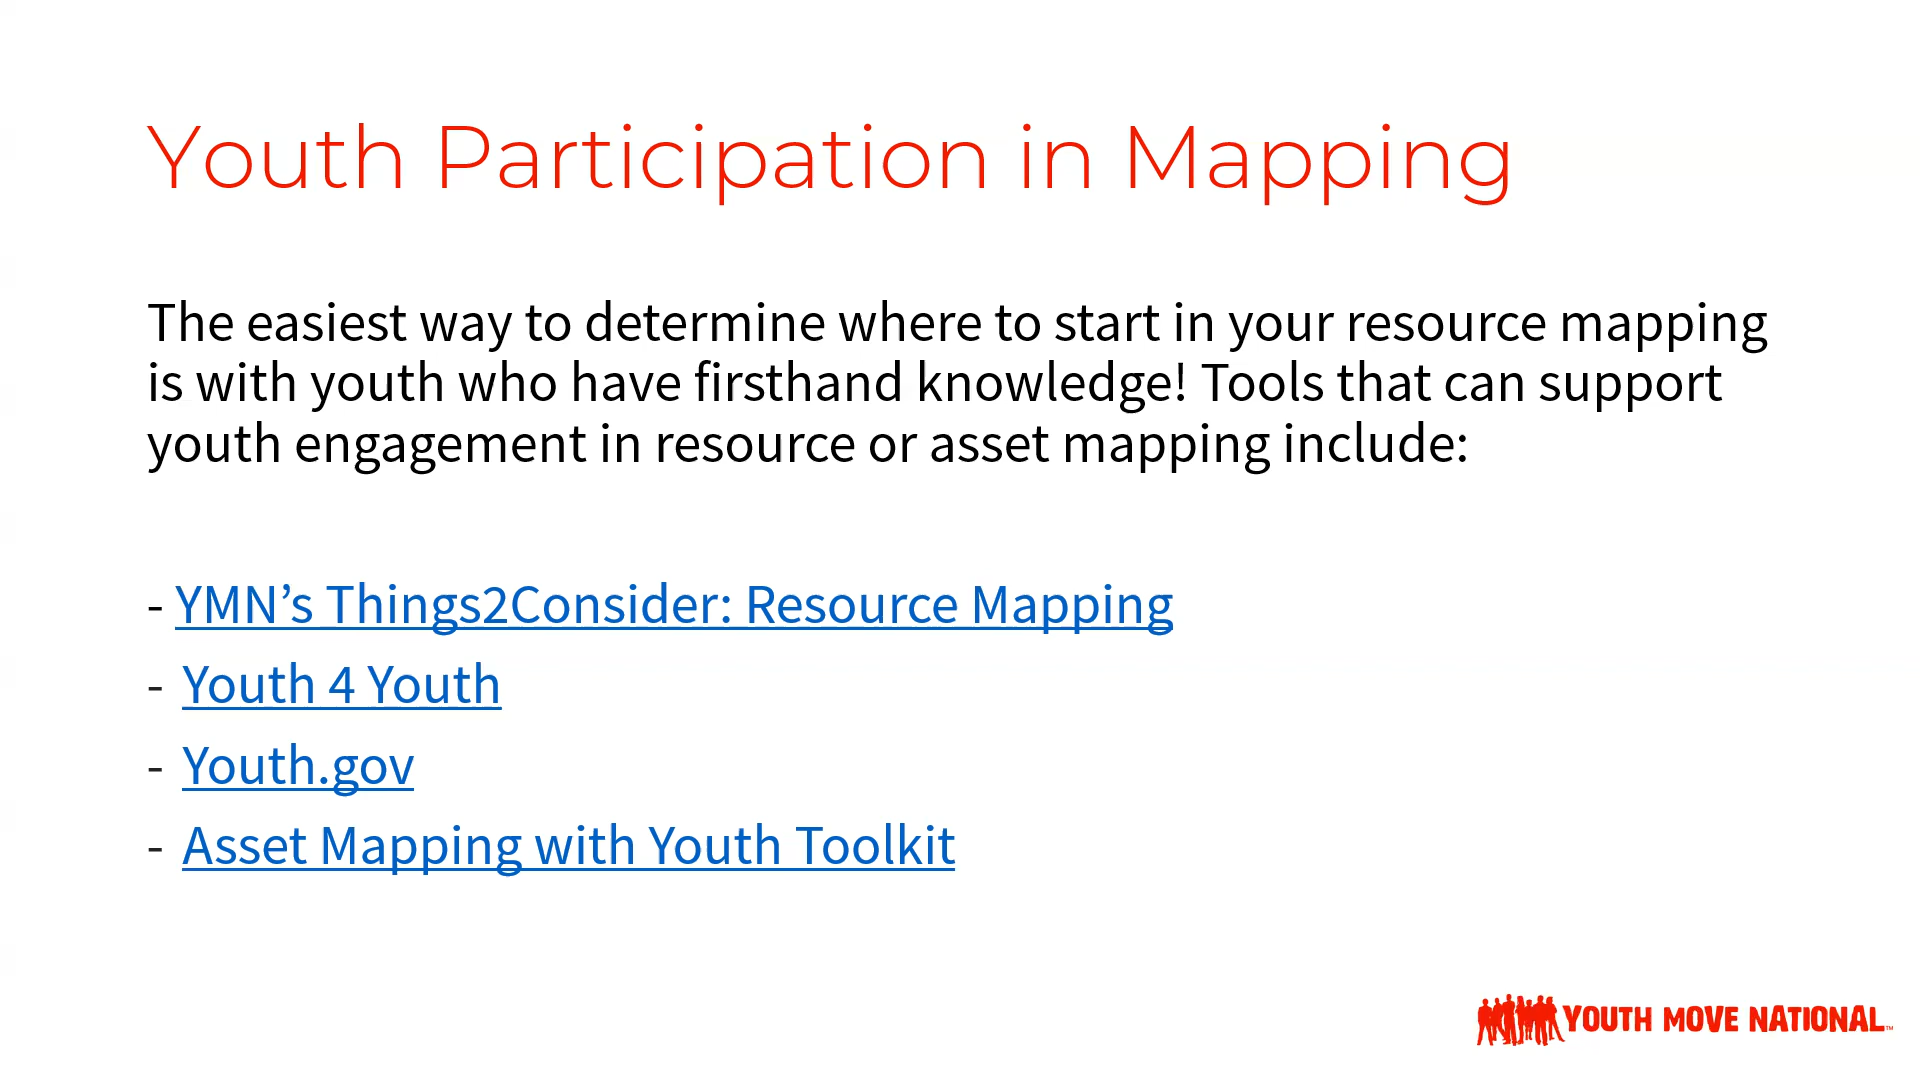 Youth Participation in Mapping
The easiest way to determine where to start in your resource mapping
is with youth who have firsthand knowledge! Tools that can support
youth engagement in resource or asset mapping include:
- YMN’s Things2Consider: Resource Mapping
- Youth 4 Youth
- Youth.gov
- Asset Mapping with Youth Toolkit
YOUTH MOVE NATIONAL™